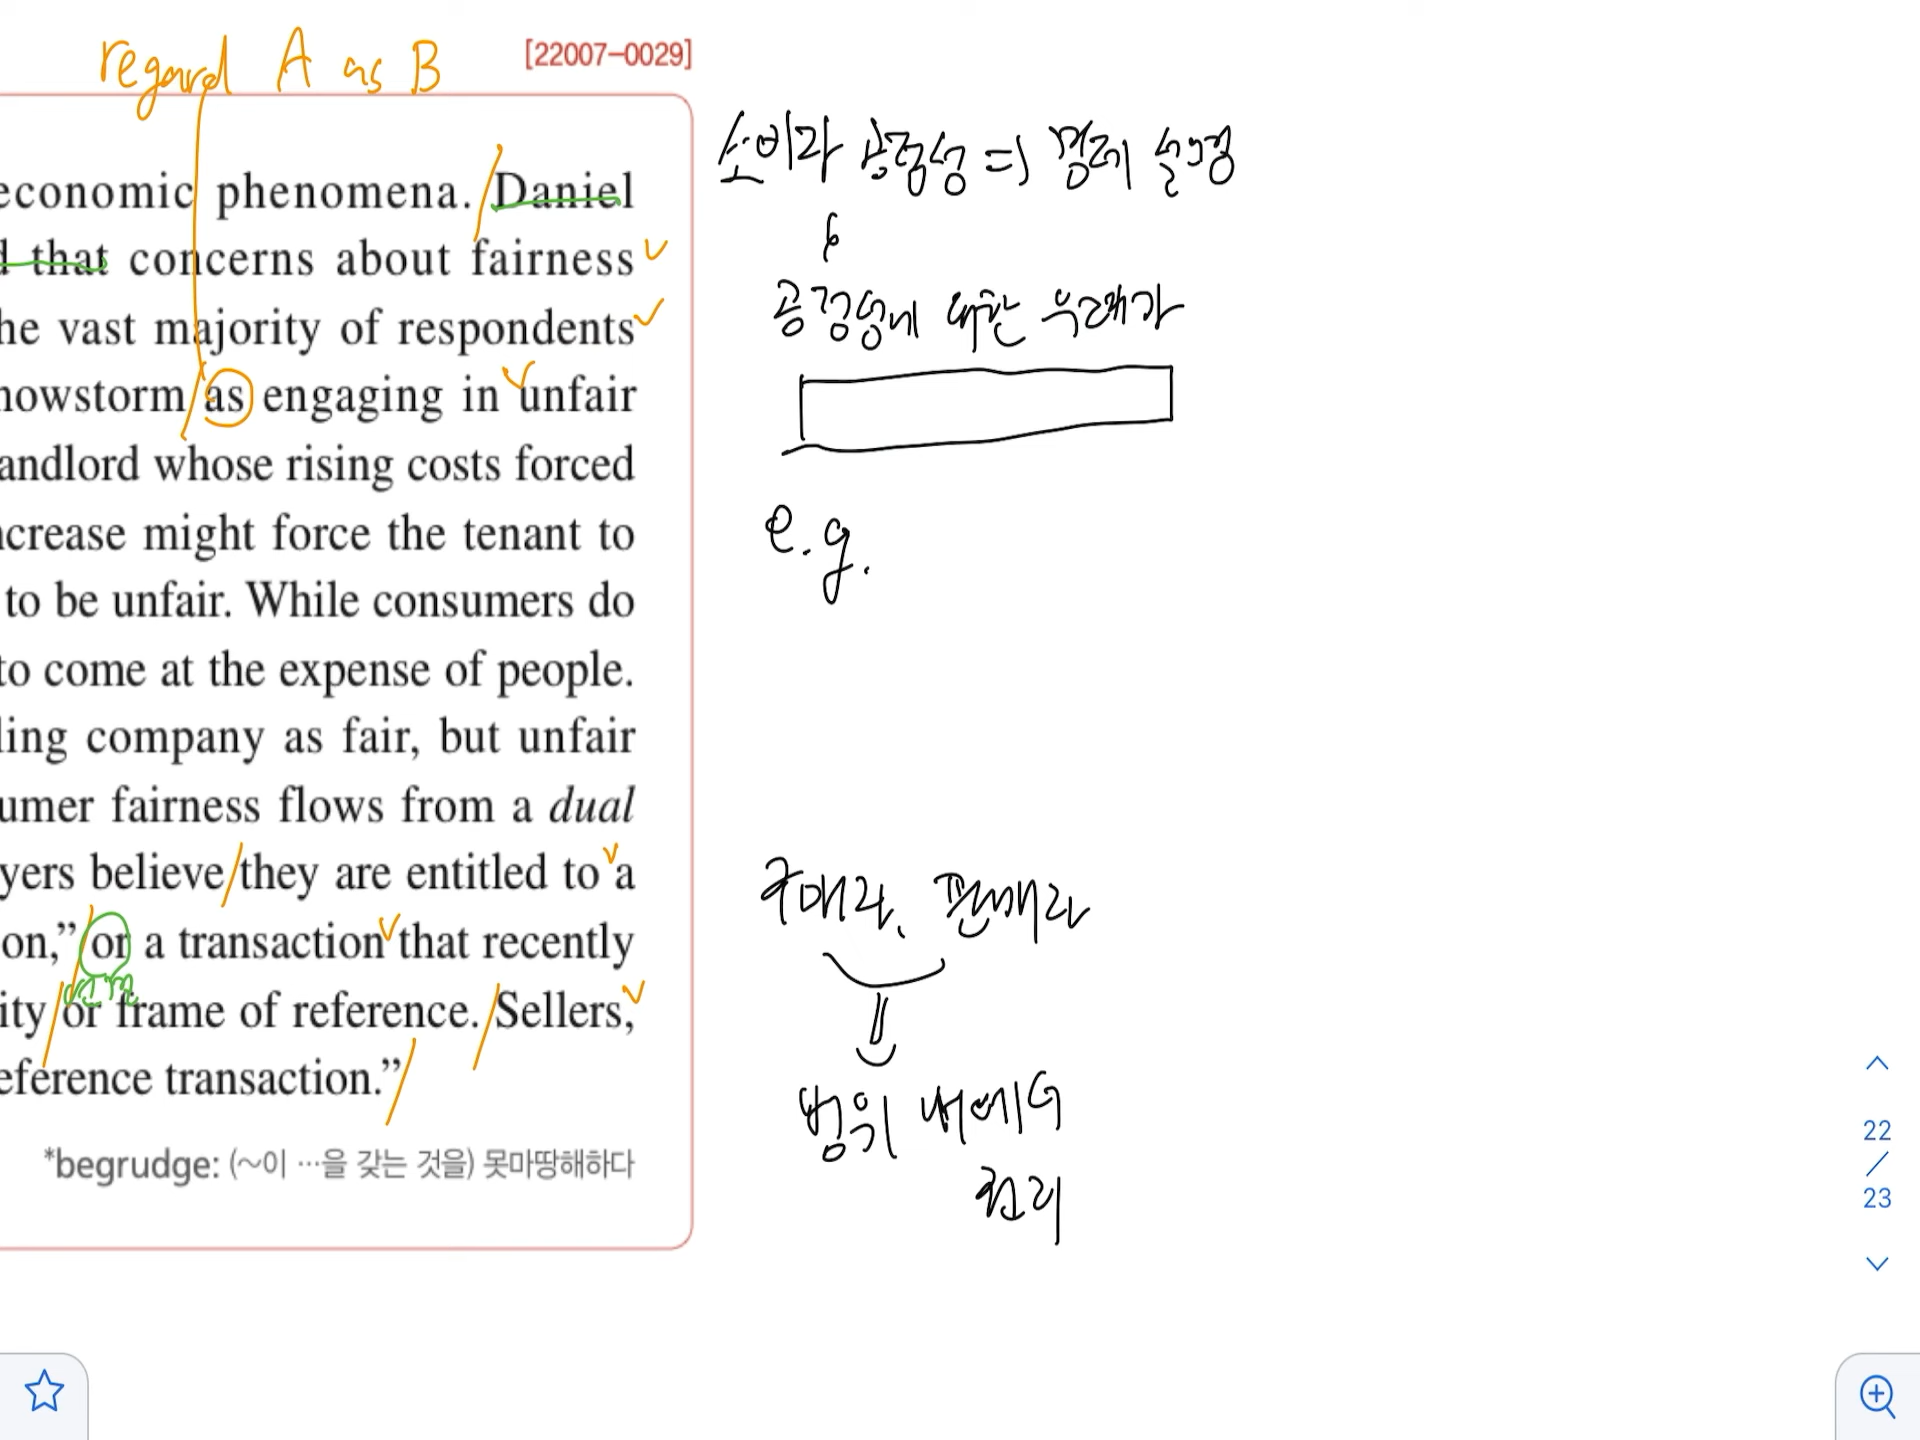 regard A as B
[22007-0029]
economic phenomena. Daniel
d that concerns about fairness
he vast majority of respondents
nowstorm as engaging in unfair
andlord whose rising costs forced
ncrease might force the tenant to
to be unfair. While consumers do
to come at the expense of people.
ling company as fair, but unfair
umer fairness flows from a dual
yers believe they are entitled to a
on,” or a transaction that recently
ity or frame of reference. Sellers,
eference transaction.”
*begrudge: (~이 …을 갖는 것을) 못마땅해하다
소비자 공정성 => 경제 설명
공정성에 대한 우려가
e.g.
구매자, 판매자
범위 내에서
권리
22
/
23